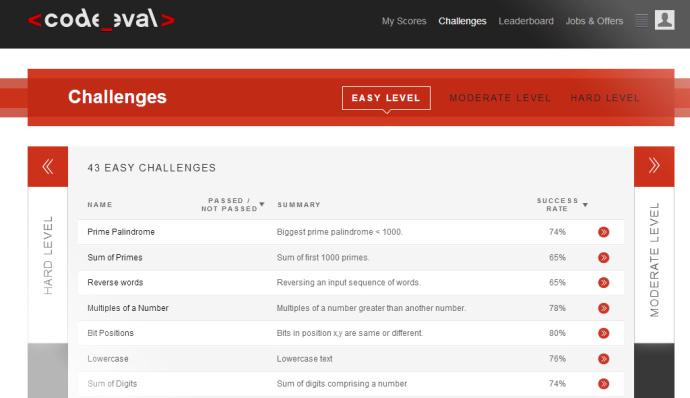 <code_eval>
My Scores Challenges Leaderboard Jobs & Offers
Challenges
EASY LEVEL MODERATE LEVEL HARD LEVEL
43 EASY CHALLENGES
NAME PASSED / NOT PASSED SUMMARY SUCCESS RATE
Prime Palindrome Biggest prime palindrome < 1000. 74%
Sum of Primes Sum of first 1000 primes. 65%
Reverse words Reversing an input sequence of words. 65%
Multiples of a Number Multiples of a number greater than another number. 78%
Bit Positions Bits in position x,y are same or different. 80%
Lowercase Lowercase text 76%
Sum of Digits Sum of digits comprising a number 74%
HARD LEVEL
MODERATE LEVEL